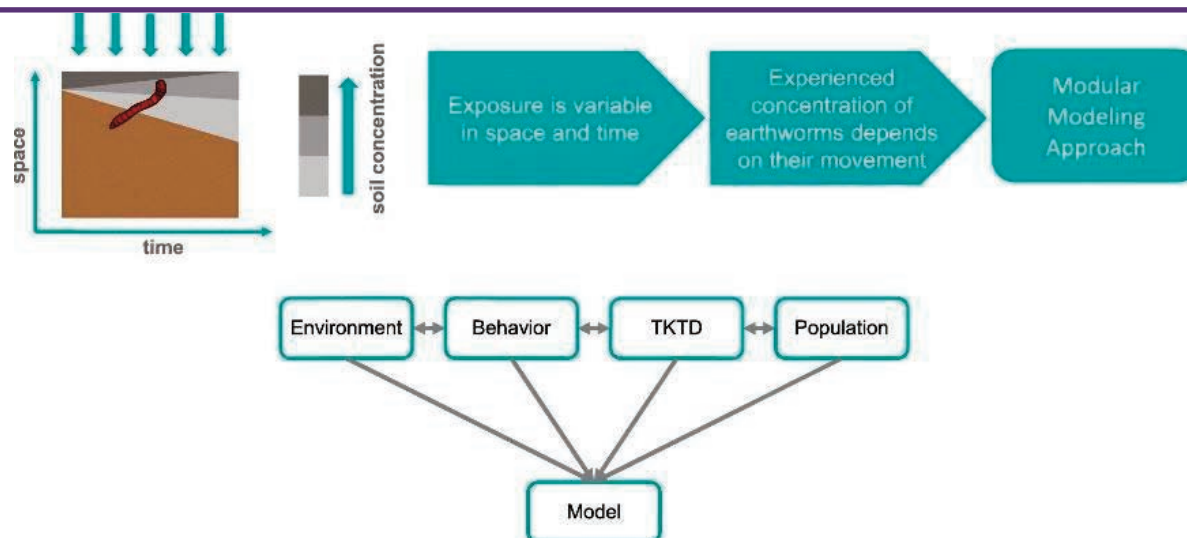 space
time
soil concentration
Exposure is variable
in space and time
Experienced
concentration of
earthworms depends
on their movement
Modular
Modeling
Approach
Environment
Behavior
TKTD
Population
Model